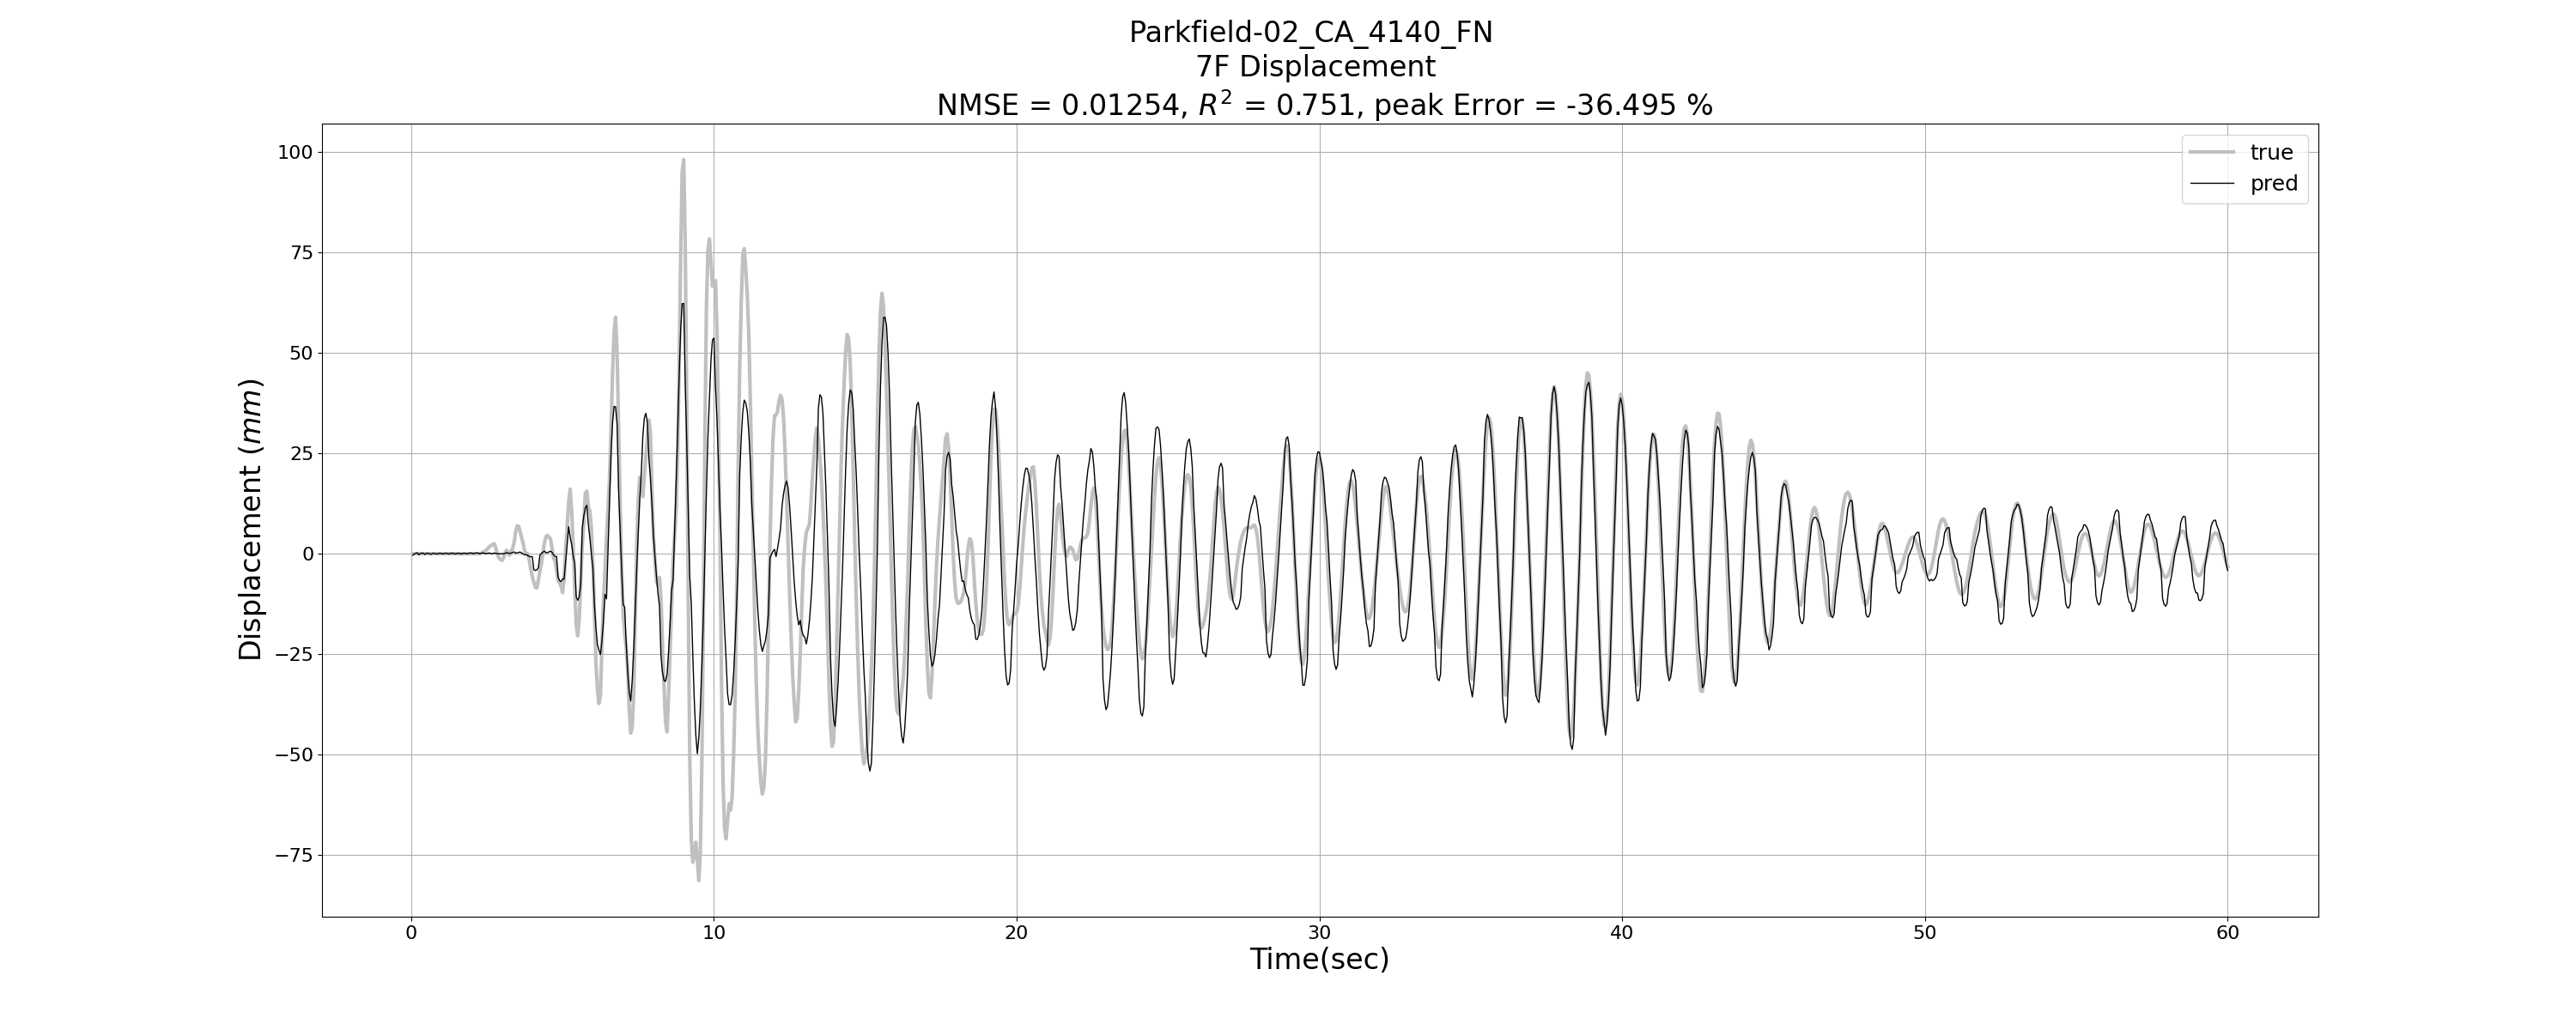 Parkfield-02_CA_4140_FN
7F Displacement
NMSE = 0.01254, R² = 0.751, peak Error = -36.495 %
true
pred
100
75
50
25
0
−25
−50
−75
Displacement (mm)
0 10 20 30 40 50 60
Time(sec)